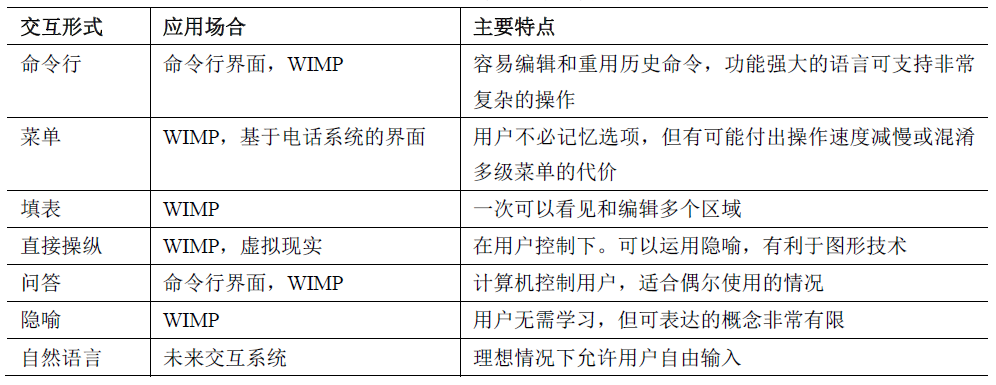 交互形式 应用场合 主要特点
命令行 命令行界面，WIMP 容易编辑和重用历史命令，功能强大的语言可支持非常
复杂的操作
菜单 WIMP，基于电话系统的界面 用户不必记忆选项，但有可能付出操作速度减慢或混淆
多级菜单的代价
填表 WIMP 一次可以看见和编辑多个区域
直接操纵 WIMP，虚拟现实 在用户控制下。可以运用隐喻，有利于图形技术
问答 命令行界面，WIMP 计算机控制用户，适合偶尔使用的情况
隐喻 WIMP 用户无需学习，但可表达的概念非常有限
自然语言 未来交互系统 理想情况下允许用户自由输入